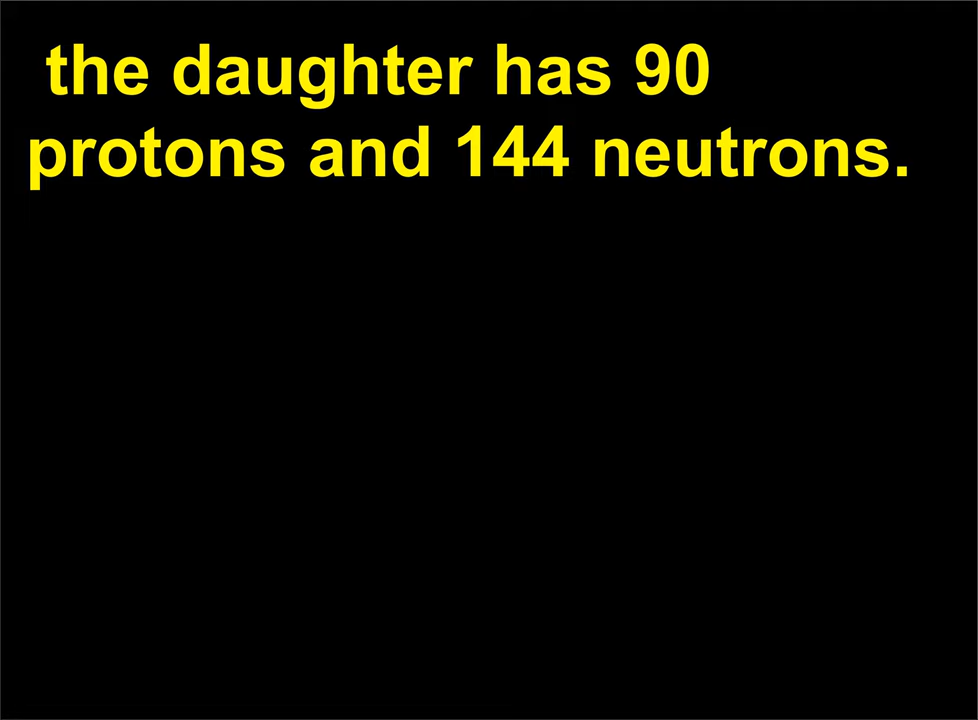 the daughter has 90
protons and 144 neutrons.